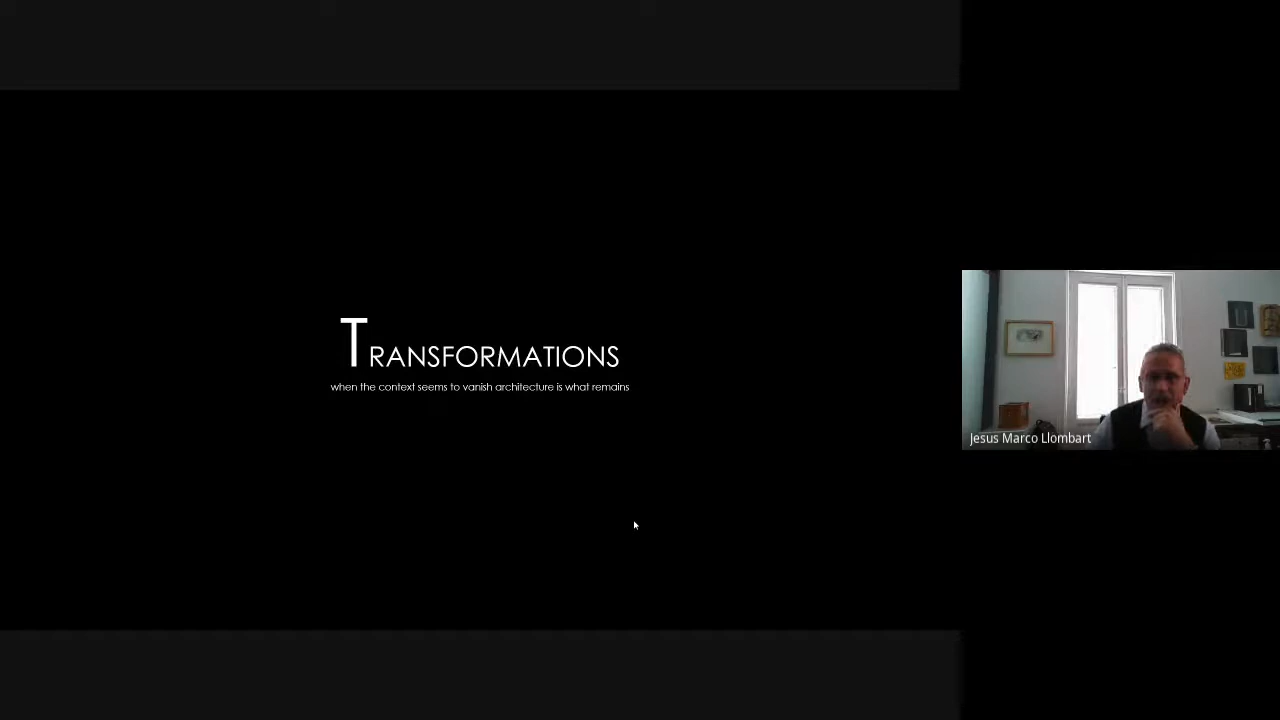 TRANSFORMATIONS
when the context seems to vanish architecture is what remains
Jesus Marco Llombart